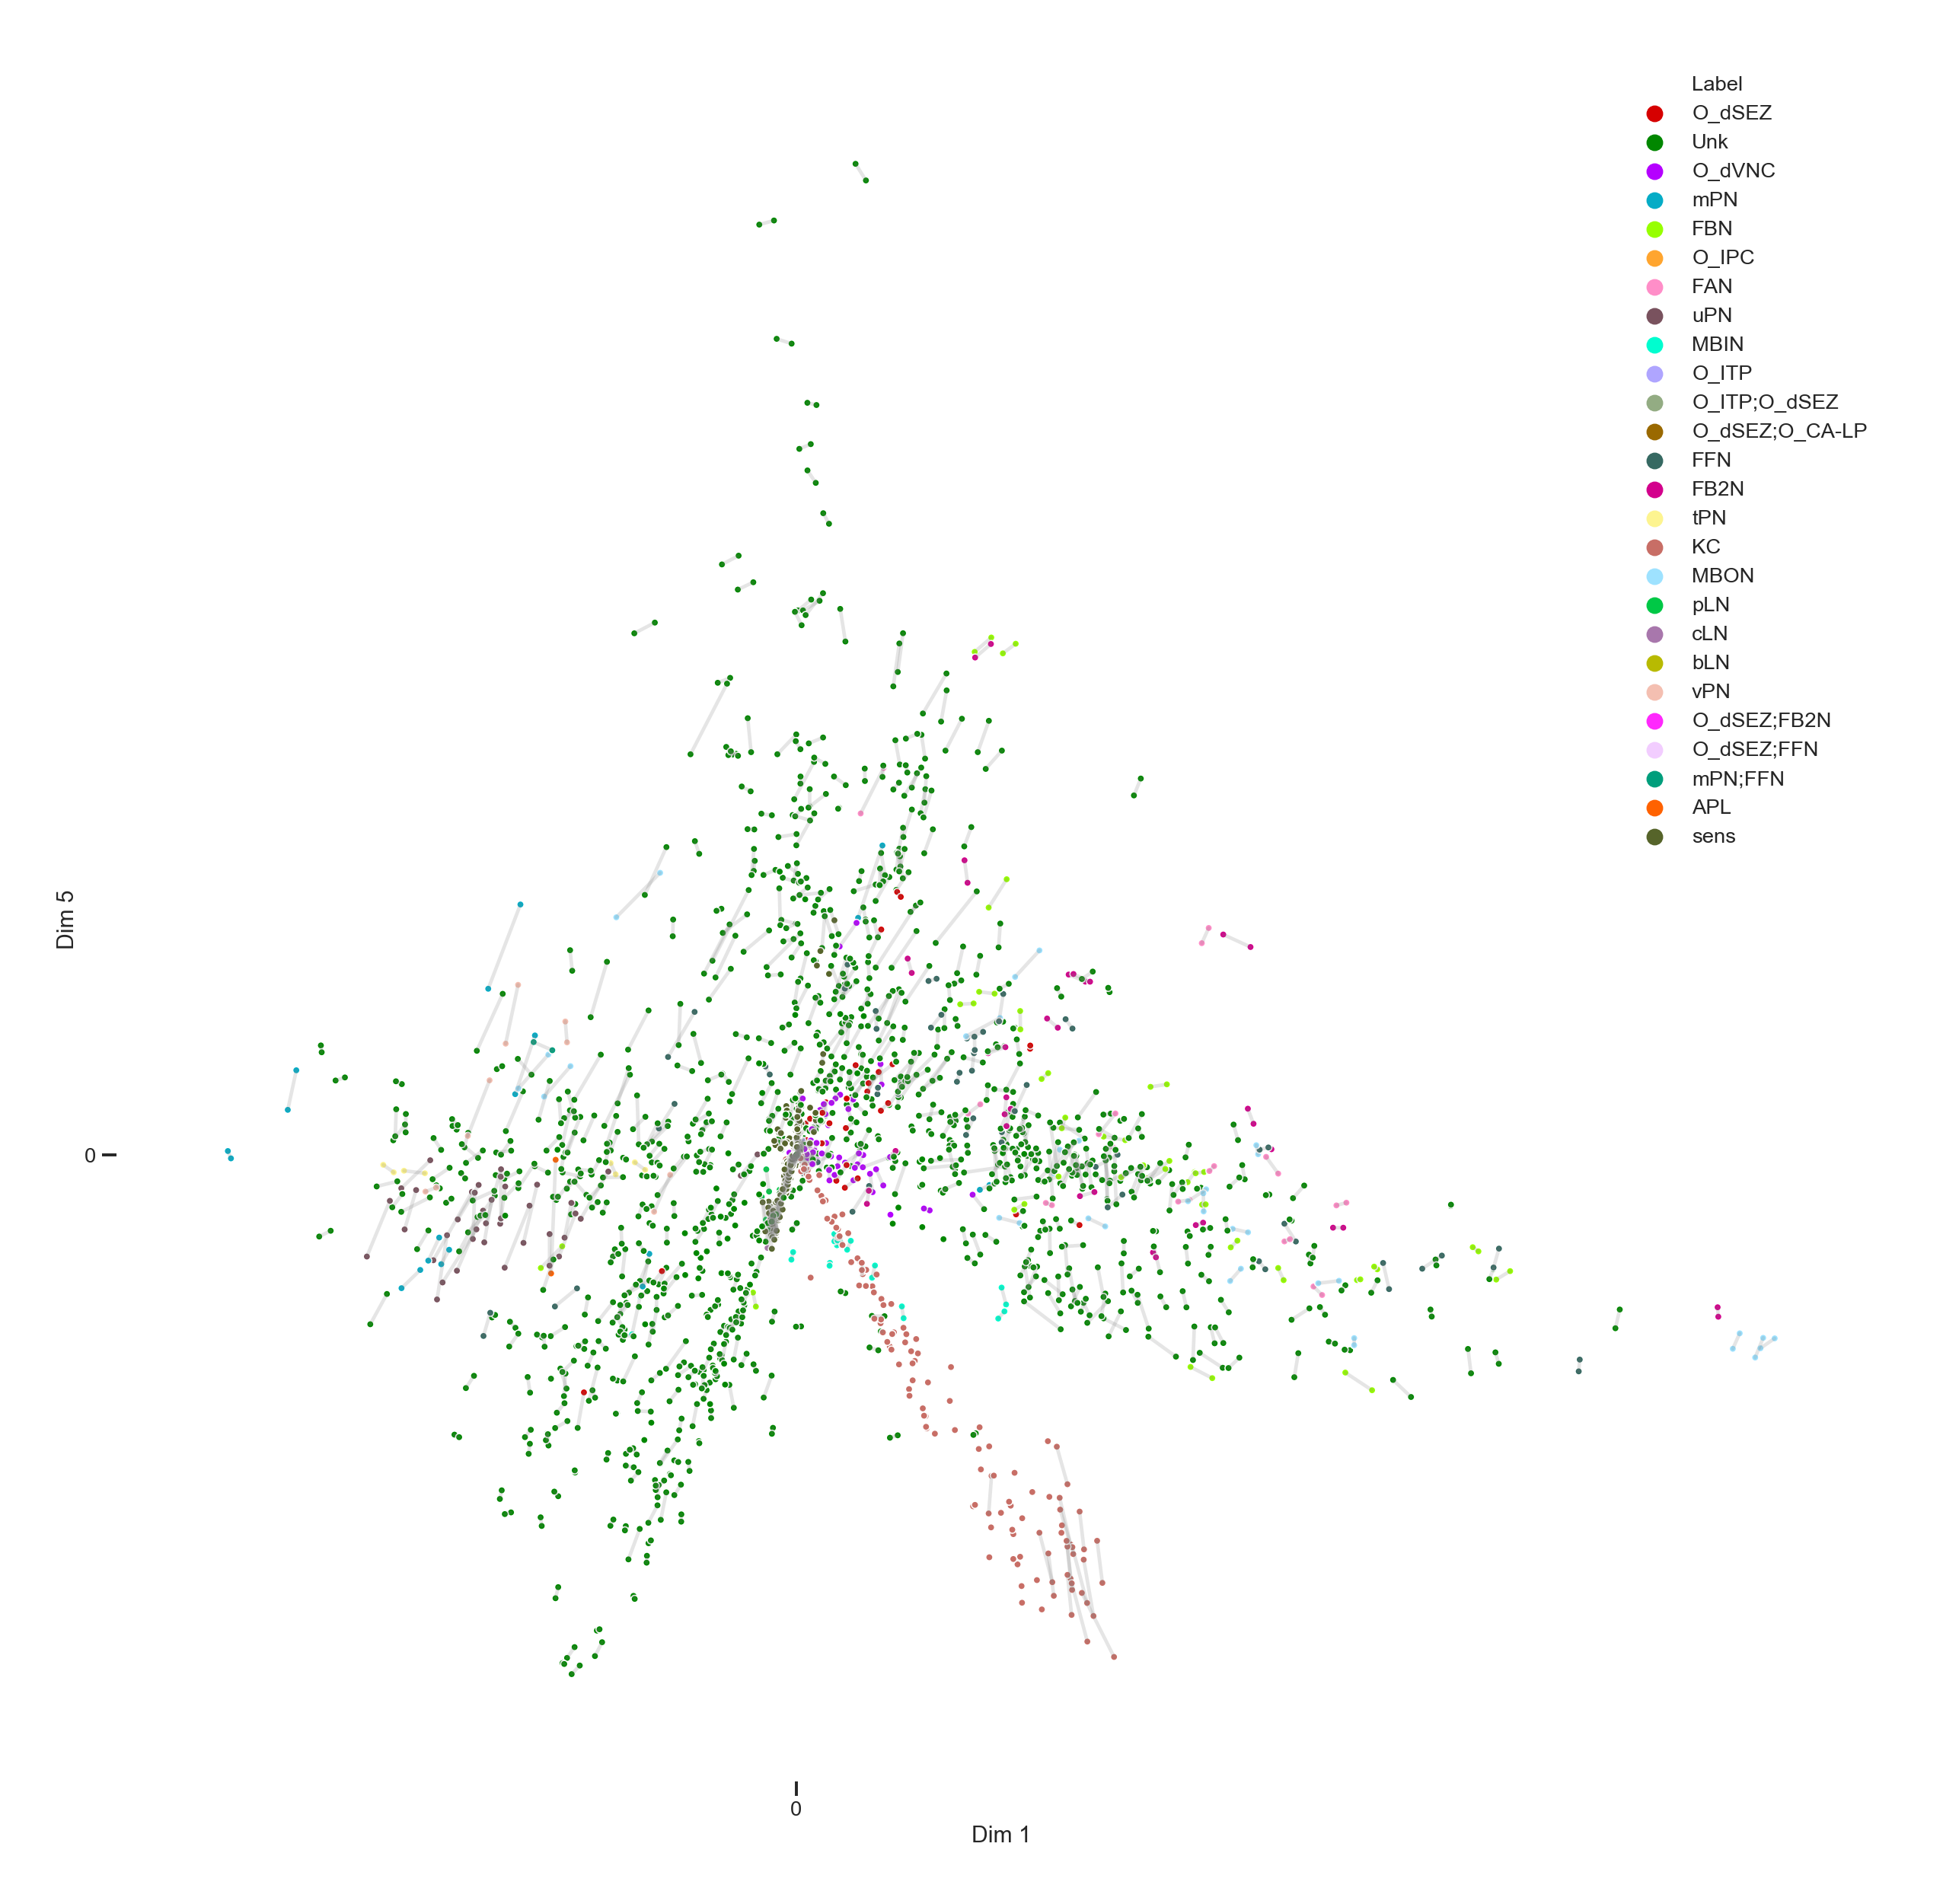 Label
O_dSEZ
Unk
O_dVNC
mPN
FBN
O_IPC
FAN
uPN
MBIN
O_ITP
O_ITP;O_dSEZ
O_dSEZ;O_CA-LP
FFN
FB2N
tPN
KC
MBON
pLN
cLN
bLN
vPN
O_dSEZ;FB2N
O_dSEZ;FFN
mPN;FFN
APL
sens
Dim 5
0
0
Dim 1